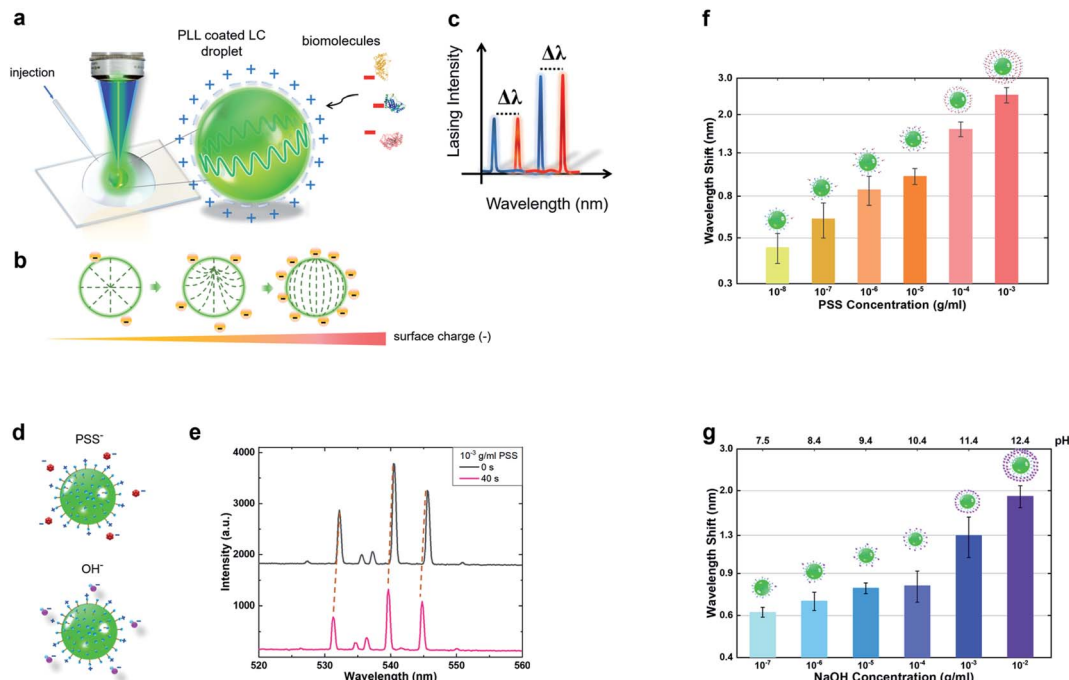 a
PLL coated LC
droplet
biomolecules
injection
+ + + + + + + + + + + + + + + + + + + +
c
Δλ
Δλ
Lasing Intensity
Wavelength (nm)
b
surface charge (-)
f
Wavelength Shift (nm)
3.0
2.0
1.3
0.8
0.5
0.3
10⁻⁸ 10⁻⁷ 10⁻⁶ 10⁻⁵ 10⁻⁴ 10⁻³
PSS Concentration (g/ml)
d
PSS⁻
OH⁻
e
10⁻³ g/ml PSS
0 s
40 s
Intensity (a.u.)
4000
3000
2000
1000
520 530 540 550 560
Wavelength (nm)
g
7.5 8.4 9.4 10.4 11.4 12.4 pH
Wavelength Shift (nm)
3.0
2.0
1.3
0.9
0.6
0.4
10⁻⁷ 10⁻⁶ 10⁻⁵ 10⁻⁴ 10⁻³ 10⁻²
NaOH Concentration (g/ml)